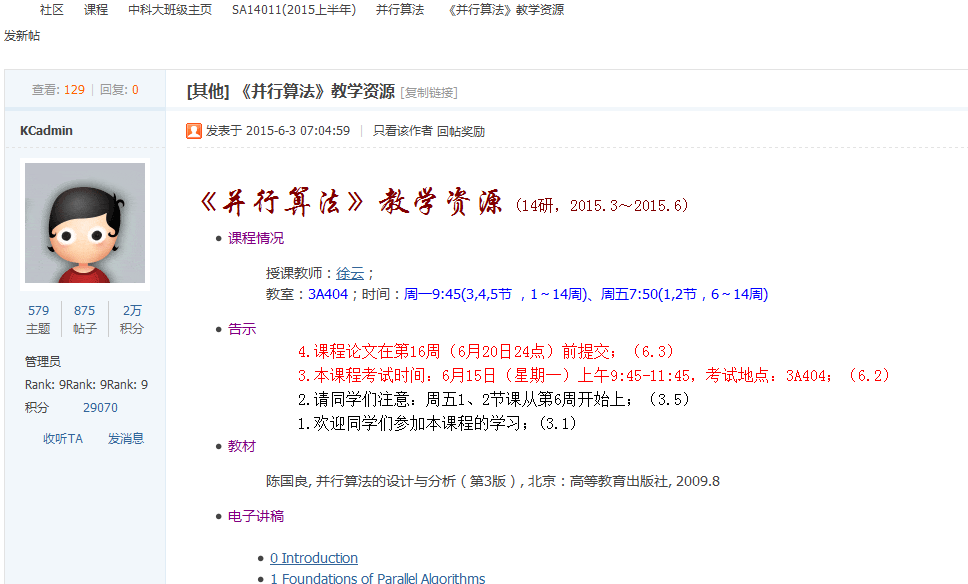 社区 课程 中科大班级主页 SA14011(2015上半年) 并行算法 《并行算法》教学资源
发新帖
查看: 129 | 回复: 0
[其他] 《并行算法》教学资源 [复制链接]
KCadmin
发表于 2015-6-3 07:04:59 | 只看该作者 回帖奖励
《并行算法》教学资源 (14研, 2015.3～2015.6)
• 课程情况
授课教师：徐云；
教室：3A404；时间：周一9:45(3,4,5节 ，1～14周)、周五7:50(1,2节，6～14周)
579 875 2万
主题 帖子 积分
• 告示
4.课程论文在第16周（6月20日24点）前提交；（6.3）
管理员
3.本课程考试时间：6月15日（星期一）上午9:45-11:45，考试地点：3A404；（6.2）
Rank: 9Rank: 9Rank: 9
2.请同学们注意：周五1、2节课从第6周开始上；（3.5）
积分 29070
1.欢迎同学们参加本课程的学习；(3.1)
收听TA 发消息
• 教材
陈国良, 并行算法的设计与分析（第3版）, 北京：高等教育出版社, 2009.8
• 电子讲稿
• 0 Introduction
• 1 Foundations of Parallel Algorithms